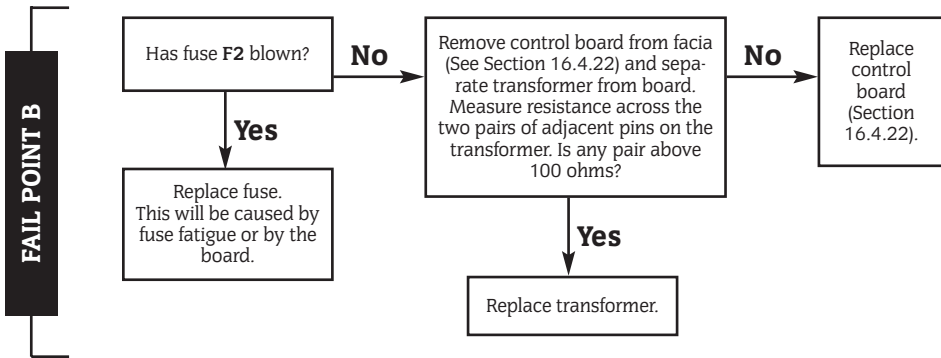 FAIL POINT B
Has fuse F2 blown?
No
Remove control board from facia
(See Section 16.4.22) and sepa-
rate transformer from board.
Measure resistance across the
two pairs of adjacent pins on the
transformer. Is any pair above
100 ohms?
No
Replace
control
board
(Section
16.4.22).
Yes
Replace fuse.
This will be caused by
fuse fatigue or by the
board.
Yes
Replace transformer.